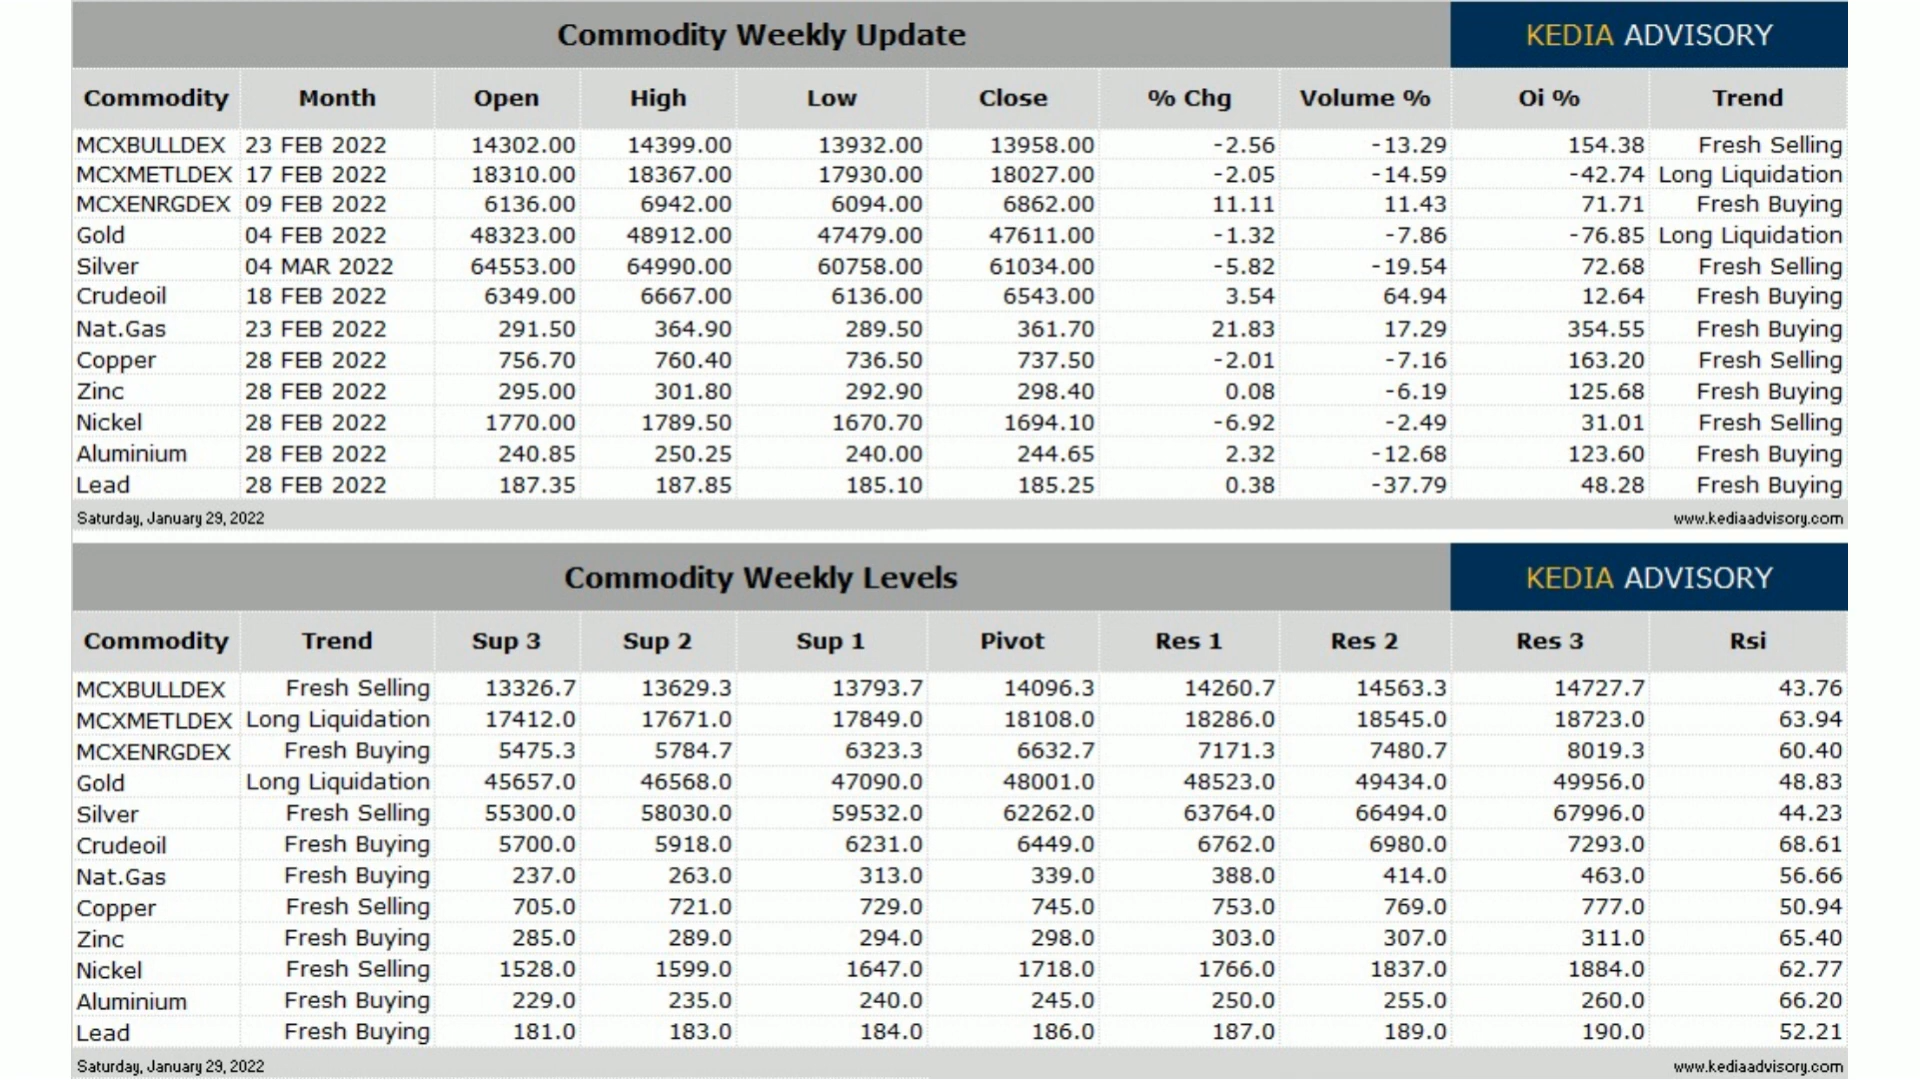 Commodity Weekly Update KEDIA ADVISORY
Commodity Month Open High Low Close % Chg Volume % Oi % Trend
MCXBULLDEX 23 FEB 2022 14302.00 14399.00 13932.00 13958.00 -2.56 -13.29 154.38 Fresh Selling
MCXMETLDEX 17 FEB 2022 18310.00 18367.00 17930.00 18027.00 -2.05 -14.59 -42.74 Long Liquidation
MCXENRGDEX 09 FEB 2022 6136.00 6942.00 6094.00 6862.00 11.11 11.43 71.71 Fresh Buying
Gold 04 FEB 2022 48323.00 48912.00 47479.00 47611.00 -1.32 -7.86 -76.85 Long Liquidation
Silver 04 MAR 2022 64553.00 64990.00 60758.00 61034.00 -5.82 -19.54 72.68 Fresh Selling
Crudeoil 18 FEB 2022 6349.00 6667.00 6136.00 6543.00 3.54 64.94 12.64 Fresh Buying
Nat.Gas 23 FEB 2022 291.50 364.90 289.50 361.70 21.83 17.29 354.55 Fresh Buying
Copper 28 FEB 2022 756.70 760.40 736.50 737.50 -2.01 -7.16 163.20 Fresh Selling
Zinc 28 FEB 2022 295.00 301.80 292.90 298.40 0.08 -6.19 125.68 Fresh Buying
Nickel 28 FEB 2022 1770.00 1789.50 1670.70 1694.10 -6.92 -2.49 31.01 Fresh Selling
Aluminium 28 FEB 2022 240.85 250.25 240.00 244.65 2.32 -12.68 123.60 Fresh Buying
Lead 28 FEB 2022 187.35 187.85 185.10 185.25 0.38 -37.79 48.28 Fresh Buying
Saturday, January 29, 2022 www.kediaadvisory.com
Commodity Weekly Levels KEDIA ADVISORY
Commodity Trend Sup 3 Sup 2 Sup 1 Pivot Res 1 Res 2 Res 3 Rsi
MCXBULLDEX Fresh Selling 13326.7 13629.3 13793.7 14096.3 14260.7 14563.3 14727.7 43.76
MCXMETLDEX Long Liquidation 17412.0 17671.0 17849.0 18108.0 18286.0 18545.0 18723.0 63.94
MCXENRGDEX Fresh Buying 5475.3 5784.7 6323.3 6632.7 7171.3 7480.7 8019.3 60.40
Gold Long Liquidation 45657.0 46568.0 47090.0 48001.0 48523.0 49434.0 49956.0 48.83
Silver Fresh Selling 55300.0 58030.0 59532.0 62262.0 63764.0 66494.0 67996.0 44.23
Crudeoil Fresh Buying 5700.0 5918.0 6231.0 6449.0 6762.0 6980.0 7293.0 68.61
Nat.Gas Fresh Buying 237.0 263.0 313.0 339.0 388.0 414.0 463.0 56.66
Copper Fresh Selling 705.0 721.0 729.0 745.0 753.0 769.0 777.0 50.94
Zinc Fresh Buying 285.0 289.0 294.0 298.0 303.0 307.0 311.0 65.40
Nickel Fresh Selling 1528.0 1599.0 1647.0 1718.0 1766.0 1837.0 1884.0 62.77
Aluminium Fresh Buying 229.0 235.0 240.0 245.0 250.0 255.0 260.0 66.20
Lead Fresh Buying 181.0 183.0 184.0 186.0 187.0 189.0 190.0 52.21
Saturday, January 29, 2022 www.kediaadvisory.com